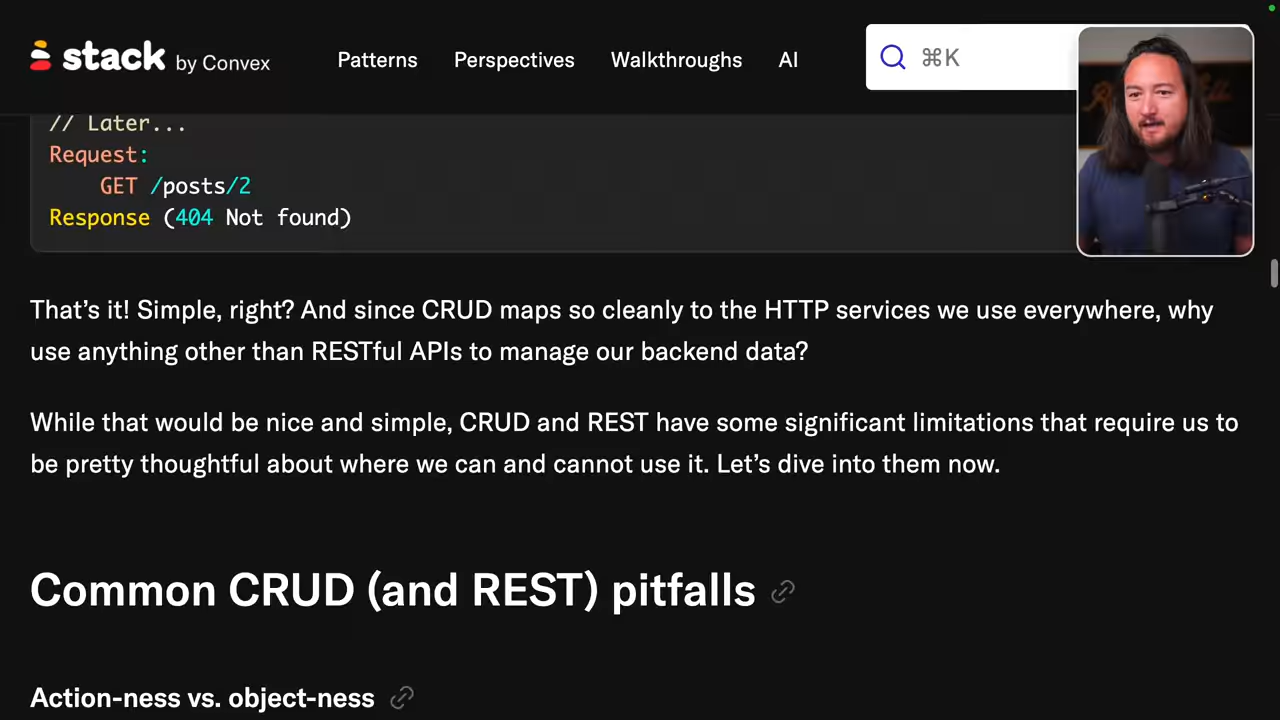 stack by Convex
Patterns
Perspectives
Walkthroughs
AI
⌘K
// Later...
Request:
GET /posts/2
Response (404 Not found)
That’s it! Simple, right? And since CRUD maps so cleanly to the HTTP services we use everywhere, why
use anything other than RESTful APIs to manage our backend data?
While that would be nice and simple, CRUD and REST have some significant limitations that require us to
be pretty thoughtful about where we can and cannot use it. Let’s dive into them now.
Common CRUD (and REST) pitfalls
Action-ness vs. object-ness